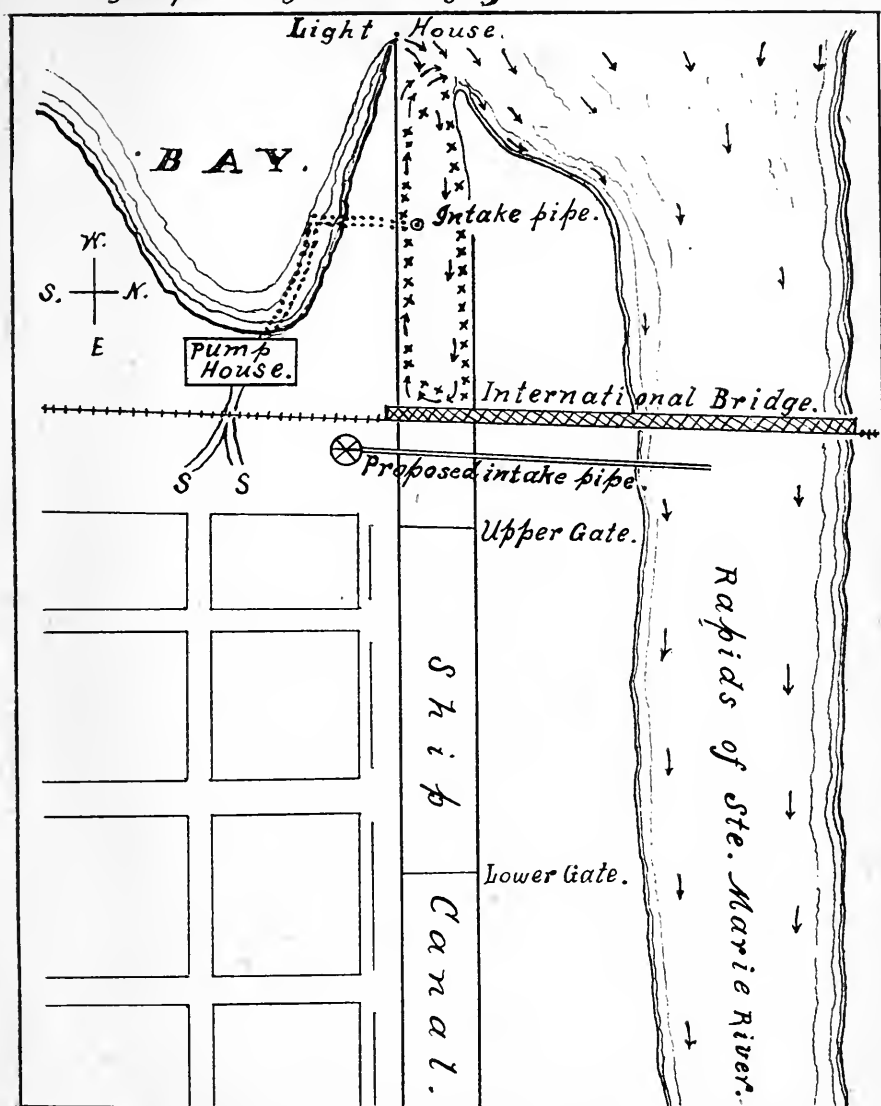 Light House.
BAY.
Intake pipe.
W.
S. N.
E
Pump
House.
International Bridge.
S S
Proposed intake pipe.
Upper Gate.
Ship Canal.
Rapids of Ste. Marie River.
Lower Gate.